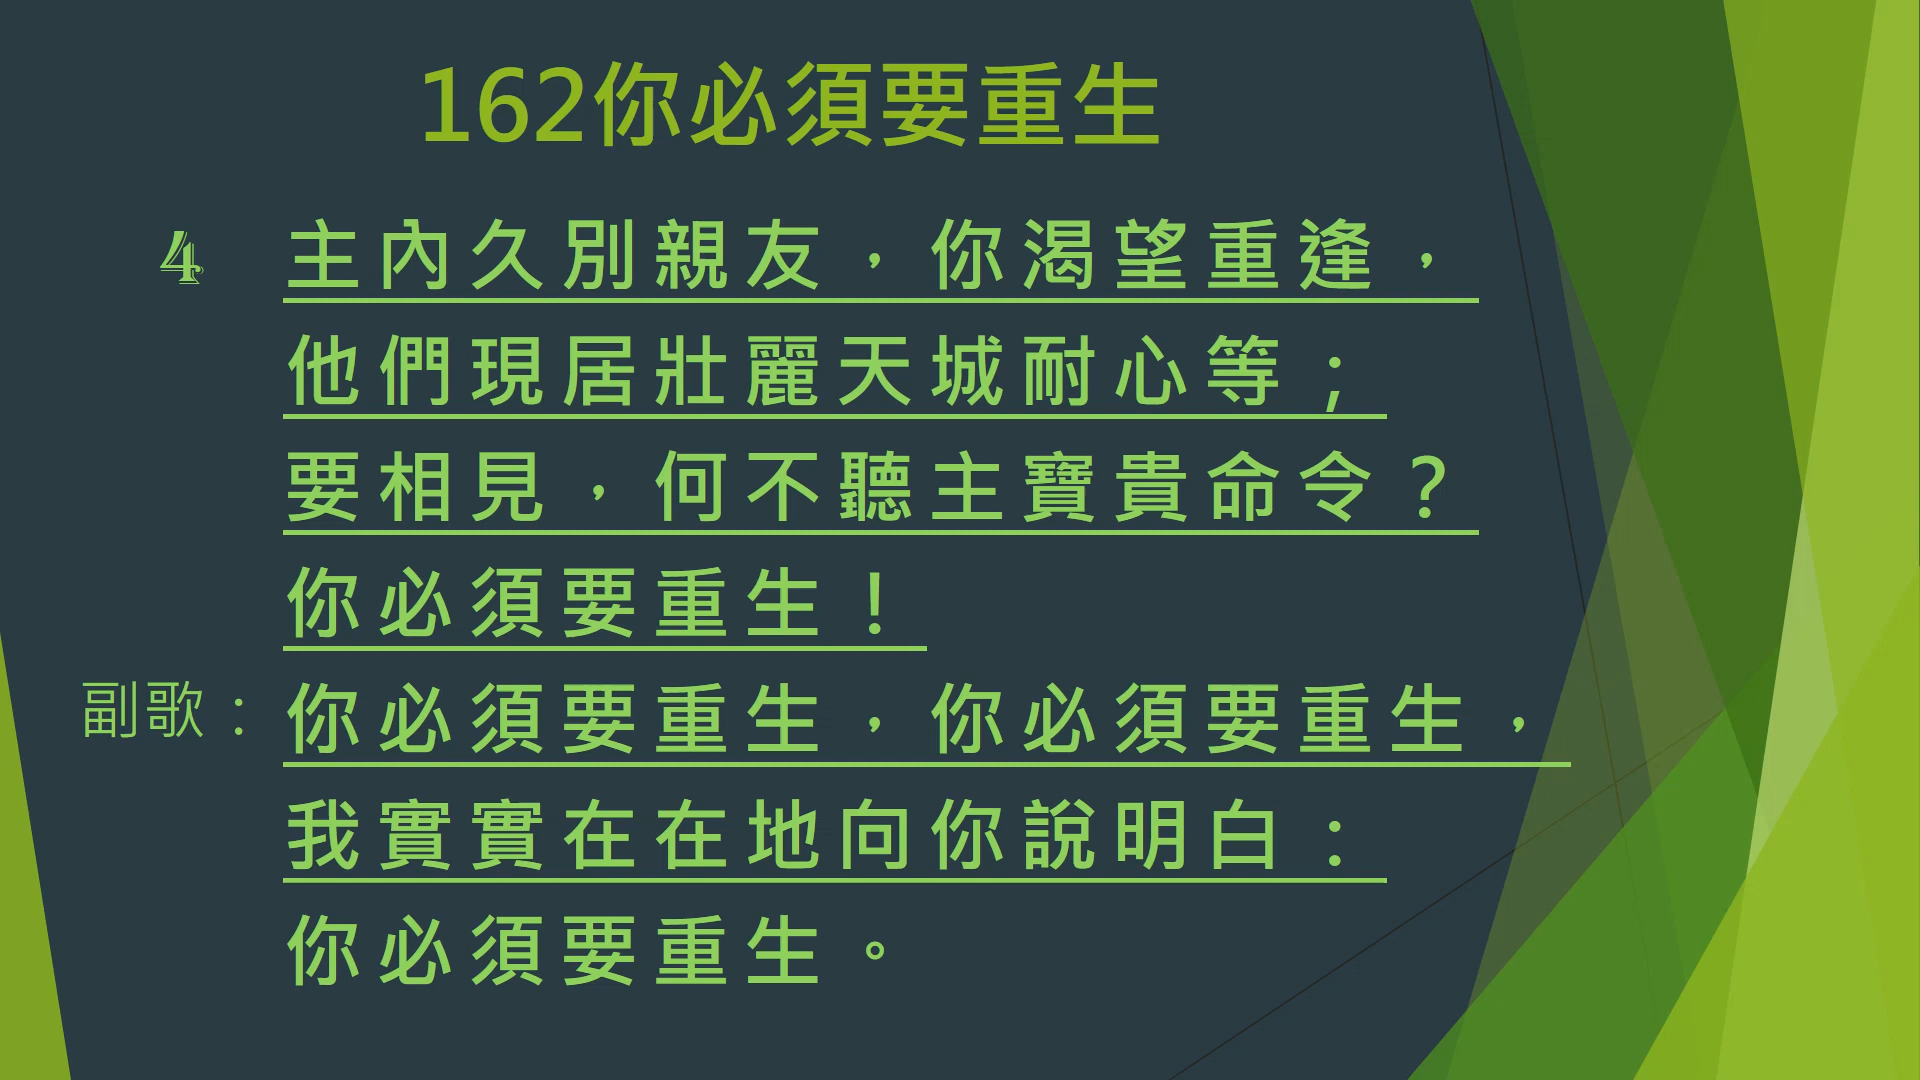 162你必須要重生
4 主內久別親友，你渴望重逢，
他們現居壯麗天城耐心等；
要相見，何不聽主寶貴命令？
你必須要重生！
副歌：你必須要重生，你必須要重生，
我實實在在地向你說明白：
你必須要重生。